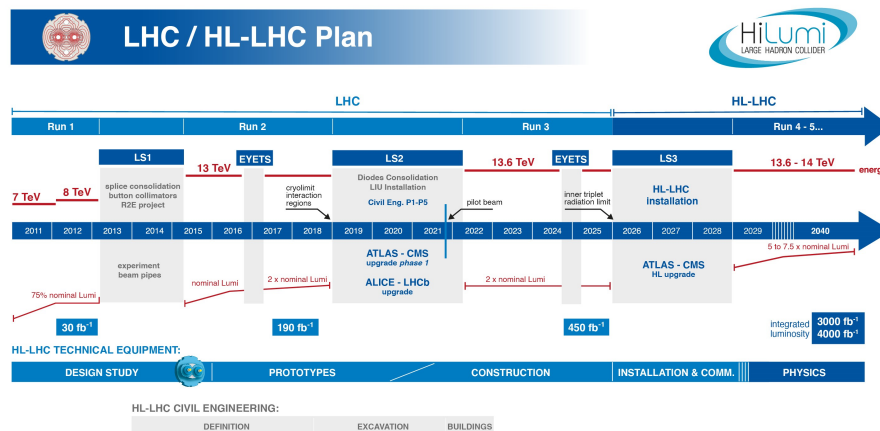 LHC / HL-LHC Plan
HiLumi
LARGE HADRON COLLIDER
LHC
HL-LHC
Run 1
Run 2
Run 3
Run 4 - 5...
LS1
EYETS
LS2
EYETS
LS3
13 TeV
13.6 TeV
13.6 - 14 TeV
energy
Diodes Consolidation
LIU Installation
Civil Eng. P1-P5
splice consolidation
button collimators
R2E project
7 TeV
8 TeV
cryolimit
interaction
regions
pilot beam
inner triplet
radiation limit
HL-LHC
installation
2011
2012
2013
2014
2015
2016
2017
2018
2019
2020
2021
2022
2023
2024
2025
2026
2027
2028
2029
2040
5 to 7.5 x nominal Lumi
experiment
beam pipes
ATLAS - CMS
upgrade phase 1
ALICE - LHCb
upgrade
ATLAS - CMS
HL upgrade
75% nominal Lumi
nominal Lumi
2 x nominal Lumi
2 x nominal Lumi
30 fb-1
190 fb-1
450 fb-1
integrated
luminosity
3000 fb-1
4000 fb-1
HL-LHC TECHNICAL EQUIPMENT:
DESIGN STUDY
PROTOTYPES
CONSTRUCTION
INSTALLATION & COMM.
PHYSICS
HL-LHC CIVIL ENGINEERING:
DEFINITION
EXCAVATION
BUILDINGS